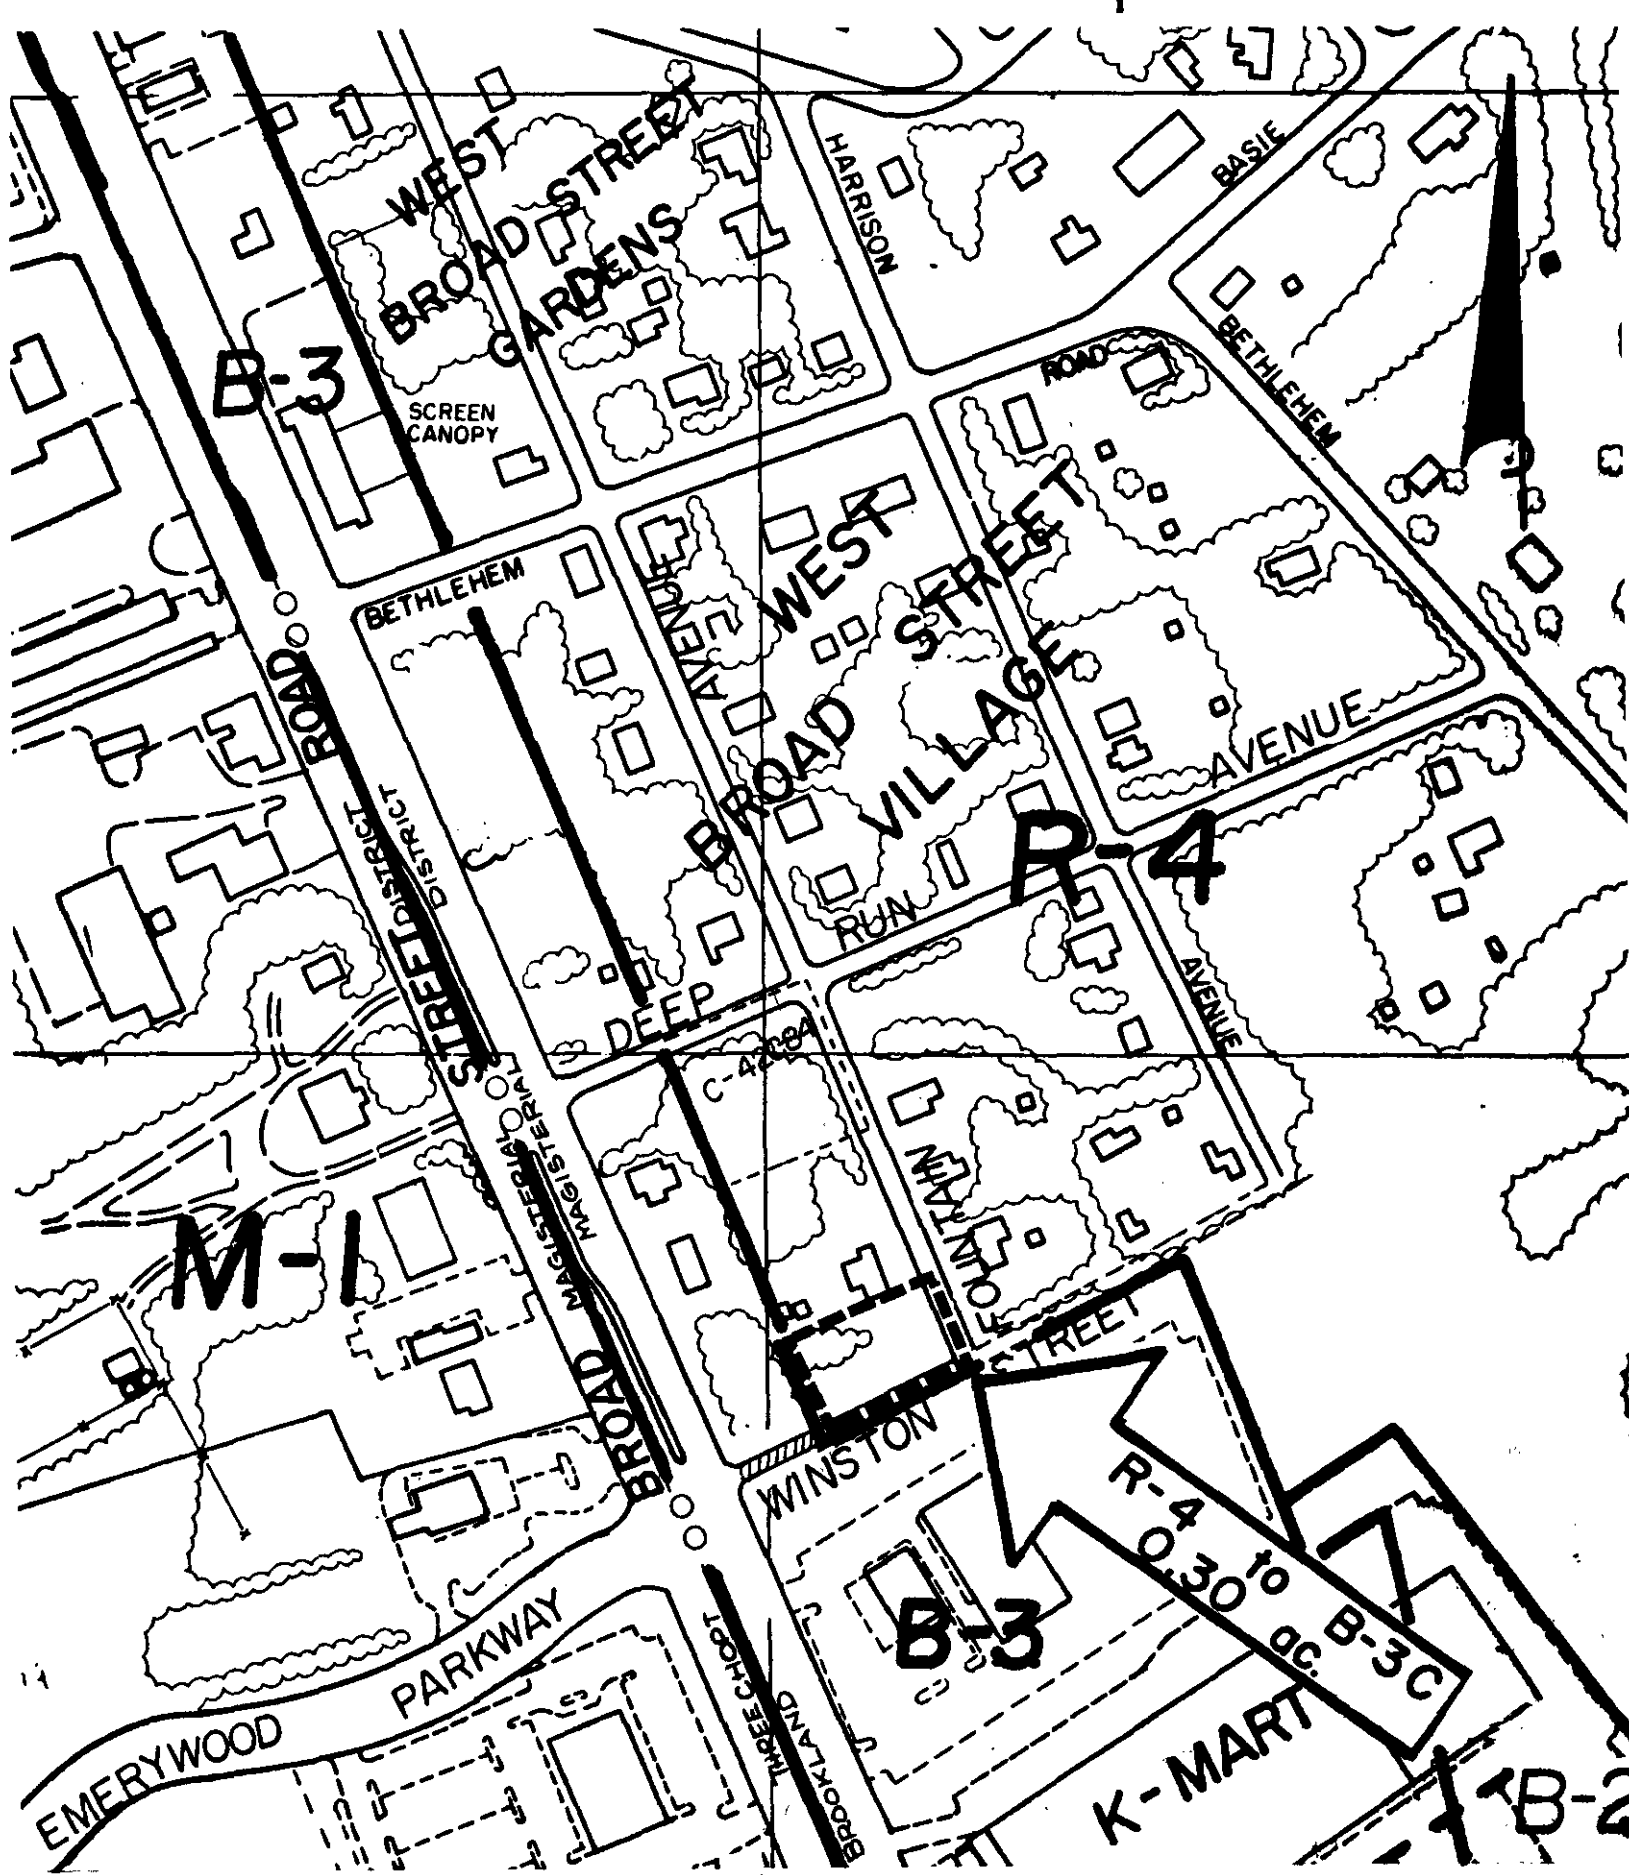 WEST
BROAD STREET
GARDENS
HARRISON
BASIE
B-3
SCREEN
CANOPY
ROAD
BETHLEHEM
BETHLEHEM
AVENUE
WEST
BROAD STREET
VILLAGE
ROAD
AVENUE
R-4
RUN
DISTRICT
DISTRICT
STREET
DEEP
AVENUE
C-42C84
MAGISTERIAL
MAGISTERIAL
M-1
FOUNTAIN
STREET
BROAD
WINSTON
R-4 to B-3C
0.30 ac.
B-3
PARKWAY
EMERYWOOD
THREE CHOPT
BROOKLAND
K-MART
B-2